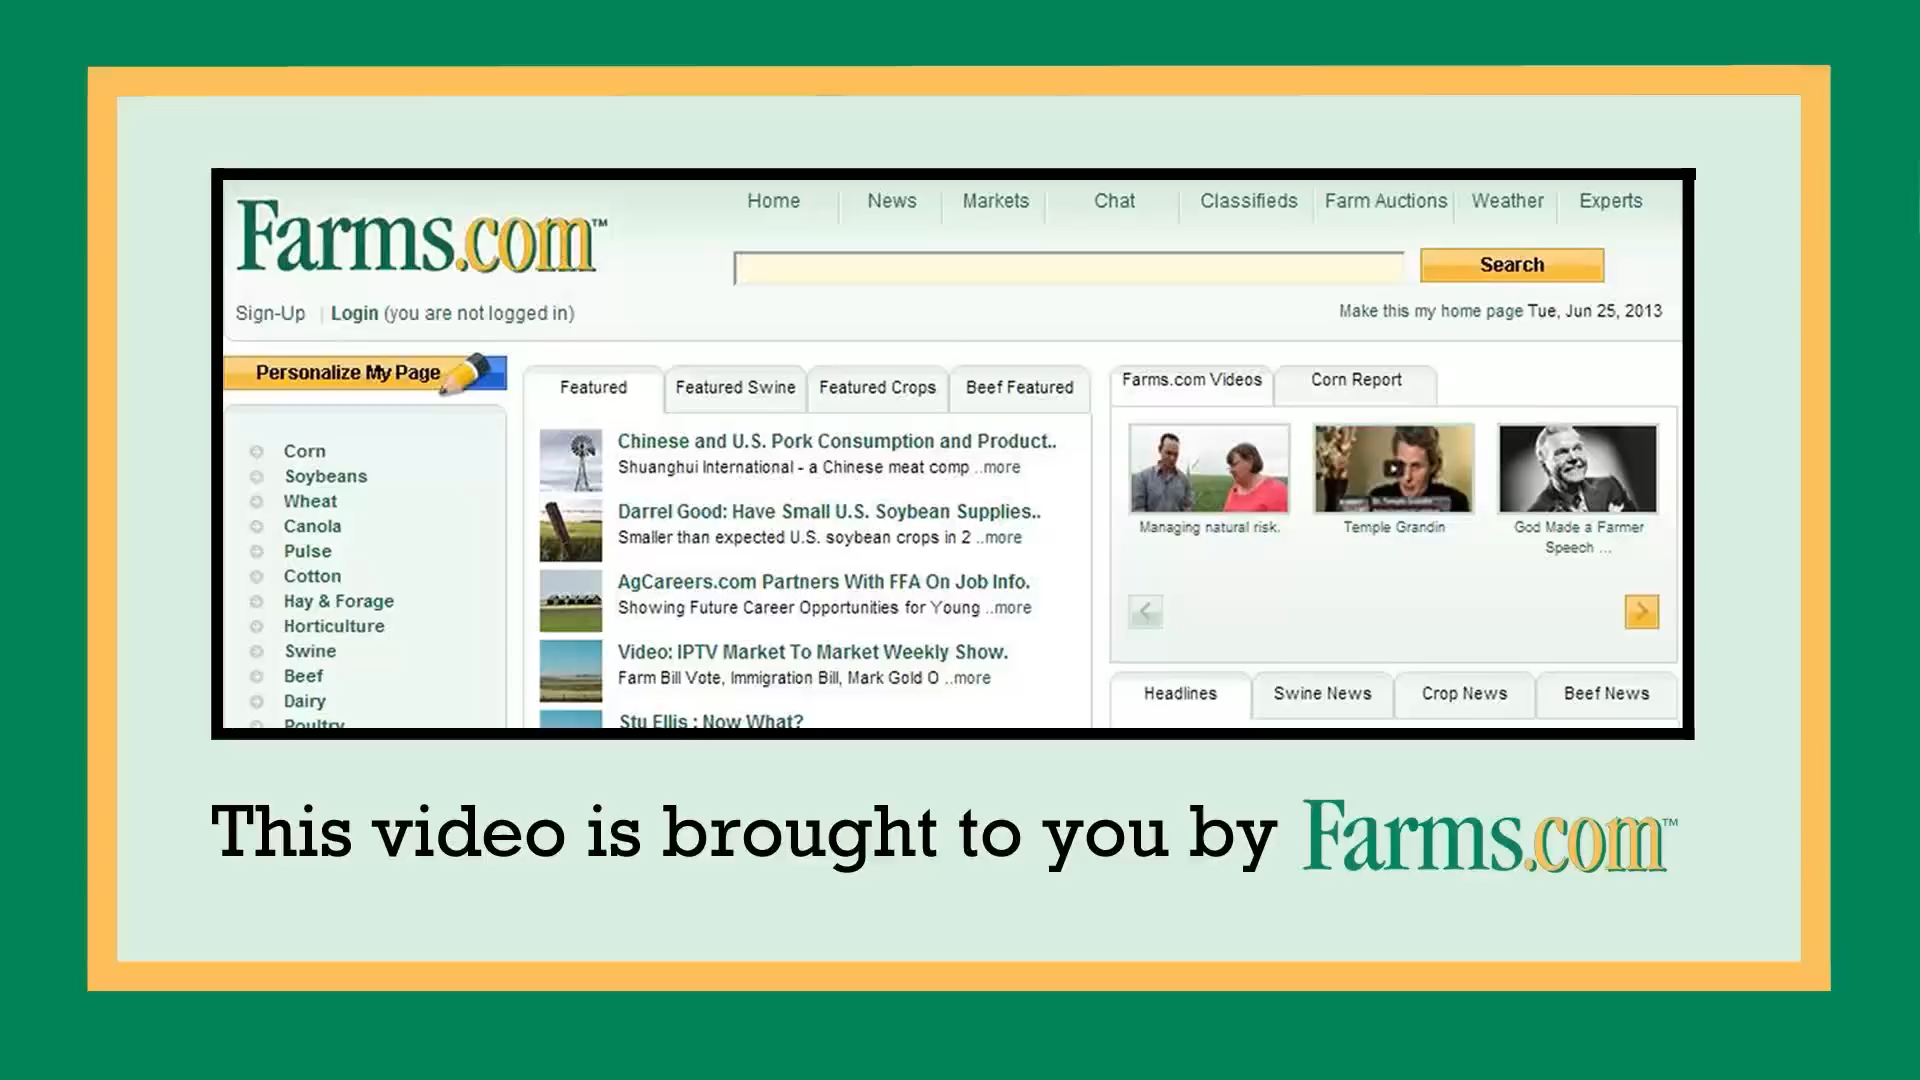 Farms.com™
Home News Markets Chat Classifieds Farm Auctions Weather Experts
Search
Sign-Up Login (you are not logged in)
Make this my home page Tue, Jun 25, 2013
Personalize My Page
Corn
Soybeans
Wheat
Canola
Pulse
Cotton
Hay & Forage
Horticulture
Swine
Beef
Dairy
Poultry
Featured Featured Swine Featured Crops Beef Featured
Chinese and U.S. Pork Consumption and Product..
Shuanghui International - a Chinese meat comp ..more
Darrel Good: Have Small U.S. Soybean Supplies..
Smaller than expected U.S. soybean crops in 2 ..more
AgCareers.com Partners With FFA On Job Info.
Showing Future Career Opportunities for Young ..more
Video: IPTV Market To Market Weekly Show.
Farm Bill Vote, Immigration Bill, Mark Gold O ..more
Stu Ellis : Now What?
Farms.com Videos Corn Report
Managing natural risk.
Temple Grandin
God Made a Farmer
Speech ...
Headlines Swine News Crop News Beef News
This video is brought to you by Farms.com™